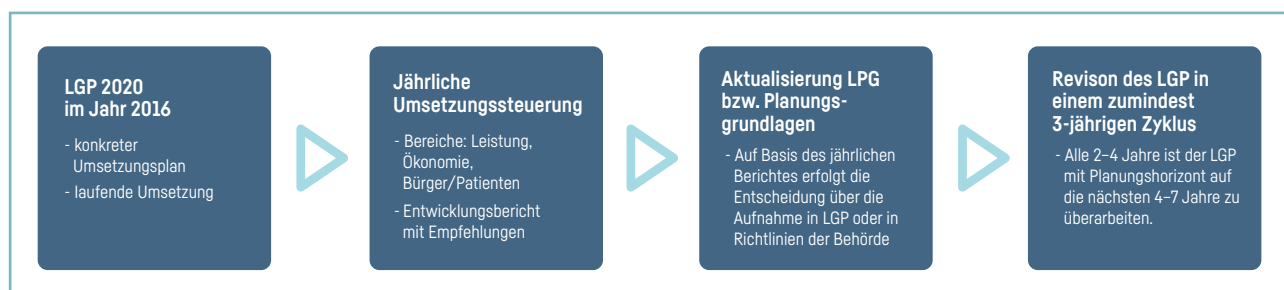 LGP 2020
im Jahr 2016
- konkreter
Umsetzungsplan
- laufende Umsetzung
Jährliche
Umsetzungssteuerung
- Bereiche: Leistung,
Ökonomie,
Bürger/Patienten
- Entwicklungsbericht
mit Empfehlungen
Aktualisierung LPG
bzw. Planungs-
grundlagen
- Auf Basis des jährlichen
Berichtes erfolgt die
Entscheidung über die
Aufnahme in LGP oder in
Richtlinien der Behörde
Revison des LGP in
einem zumindest
3-jährigen Zyklus
- Alle 2–4 Jahre ist der LGP
mit Planungshorizont auf
die nächsten 4–7 Jahre zu
überarbeiten.